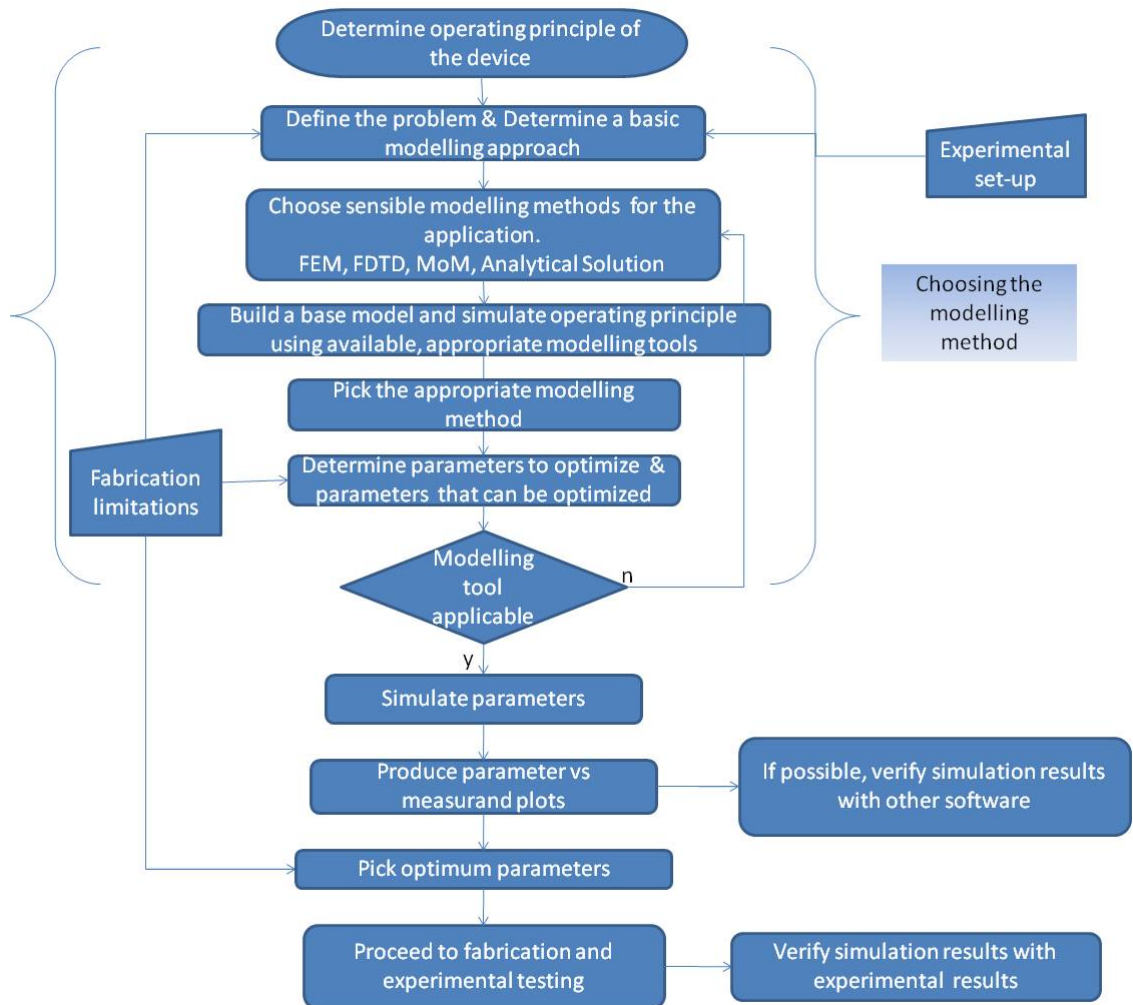 Determine operating principle of
the device
Define the problem & Determine a basic
modelling approach
Experimental
set-up
Choose sensible modelling methods for the
application.
FEM, FDTD, MoM, Analytical Solution
Choosing the
modelling
method
Build a base model and simulate operating principle
using available, appropriate modelling tools
Pick the appropriate modelling
method
Fabrication
limitations
Determine parameters to optimize &
parameters that can be optimized
Modelling
tool
applicable
n
y
Simulate parameters
Produce parameter vs
measurand plots
If possible, verify simulation results
with other software
Pick optimum parameters
Proceed to fabrication and
experimental testing
Verify simulation results with
experimental results